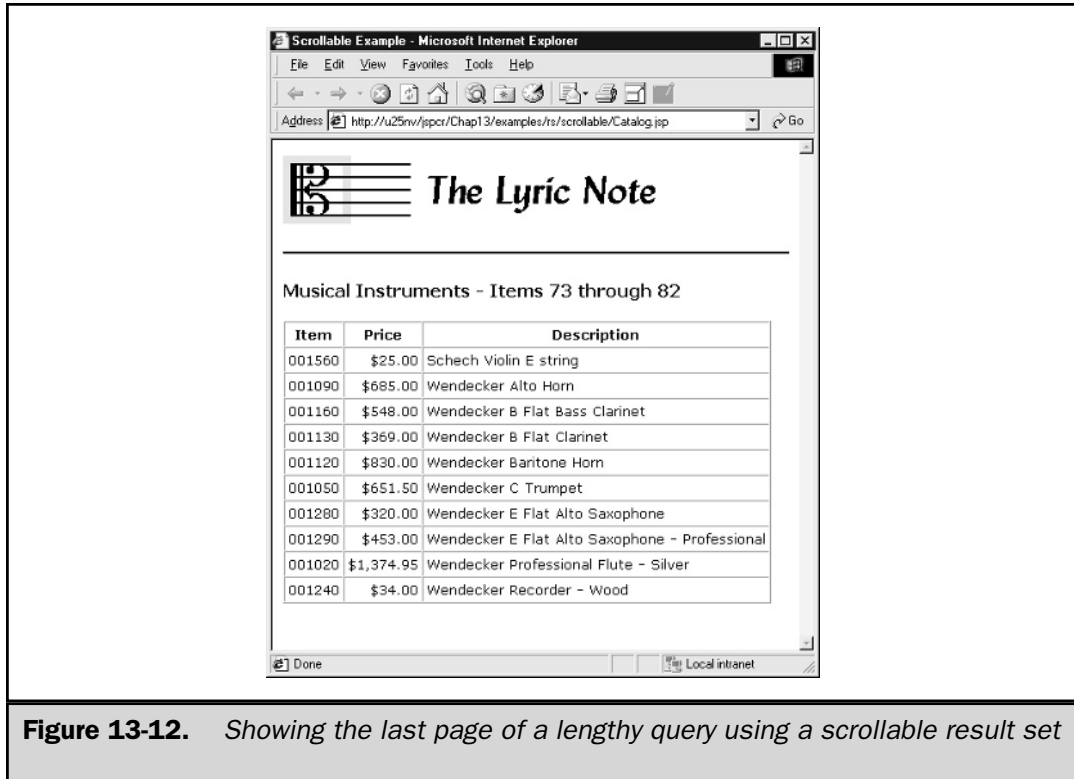 Scrollable Example - Microsoft Internet Explorer
File Edit View Favorites Tools Help
Address http://u25nv/jspcr/Chap13/examples/rs/scrollable/Catalog.jsp Go
The Lyric Note
Musical Instruments - Items 73 through 82
Item Price Description
001560 $25.00 Schech Violin E string
001090 $685.00 Wendecker Alto Horn
001160 $548.00 Wendecker B Flat Bass Clarinet
001130 $369.00 Wendecker B Flat Clarinet
001120 $830.00 Wendecker Baritone Horn
001050 $651.50 Wendecker C Trumpet
001280 $320.00 Wendecker E Flat Alto Saxophone
001290 $453.00 Wendecker E Flat Alto Saxophone - Professional
001020 $1,374.95 Wendecker Professional Flute - Silver
001240 $34.00 Wendecker Recorder - Wood
Done Local intranet
Figure 13-12. Showing the last page of a lengthy query using a scrollable result set